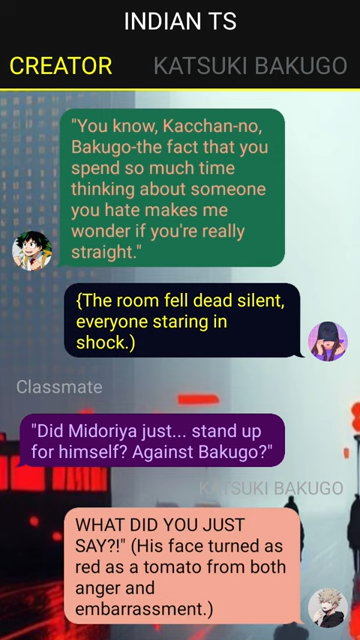 INDIAN TS
CREATOR KATSUKI BAKUGO
"You know, Kacchan-no,
Bakugo-the fact that you
spend so much time
thinking about someone
you hate makes me
wonder if you're really
straight."
{The room fell dead silent,
everyone staring in
shock.)
Classmate
"Did Midoriya just... stand up
for himself? Against Bakugo?"
KATSUKI BAKUGO
WHAT DID YOU JUST
SAY?!" (His face turned as
red as a tomato from both
anger and
embarrassment.)